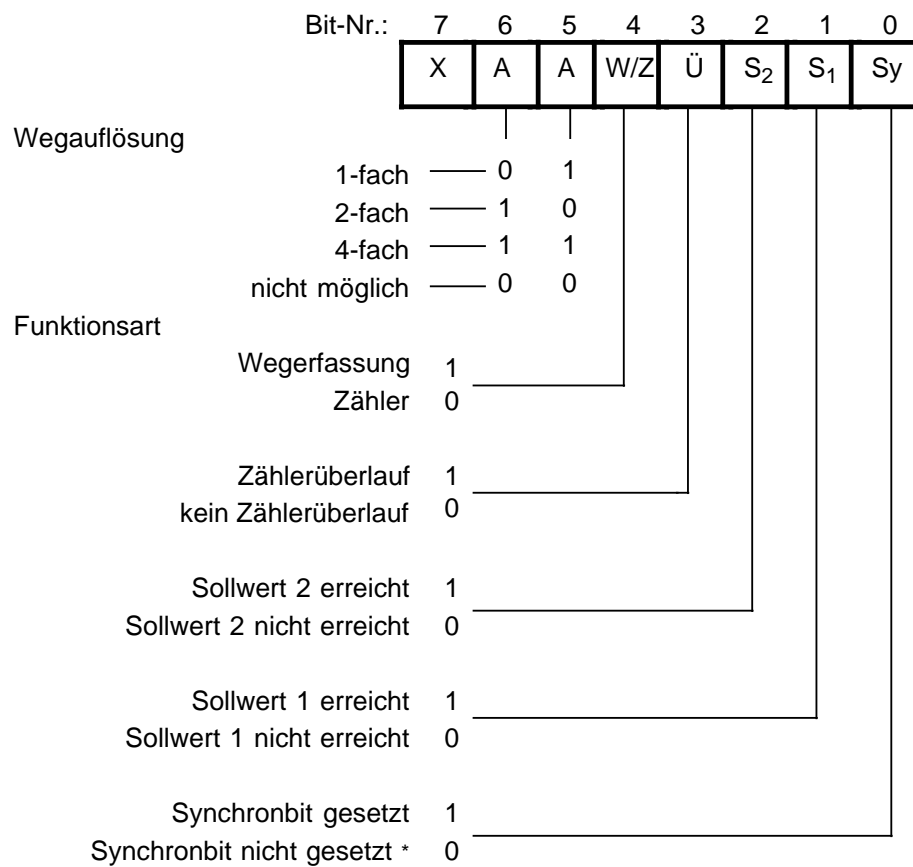 Bit-Nr.: 7 6 5 4 3 2 1 0
X A A W/Z Ü S2 S1 Sy
Wegauflösung
1-fach 0 1
2-fach 1 0
4-fach 1 1
nicht möglich 0 0
Funktionsart
Wegerfassung 1
Zähler 0
Zählerüberlauf 1
kein Zählerüberlauf 0
Sollwert 2 erreicht 1
Sollwert 2 nicht erreicht 0
Sollwert 1 erreicht 1
Sollwert 1 nicht erreicht 0
Synchronbit gesetzt 1
Synchronbit nicht gesetzt * 0